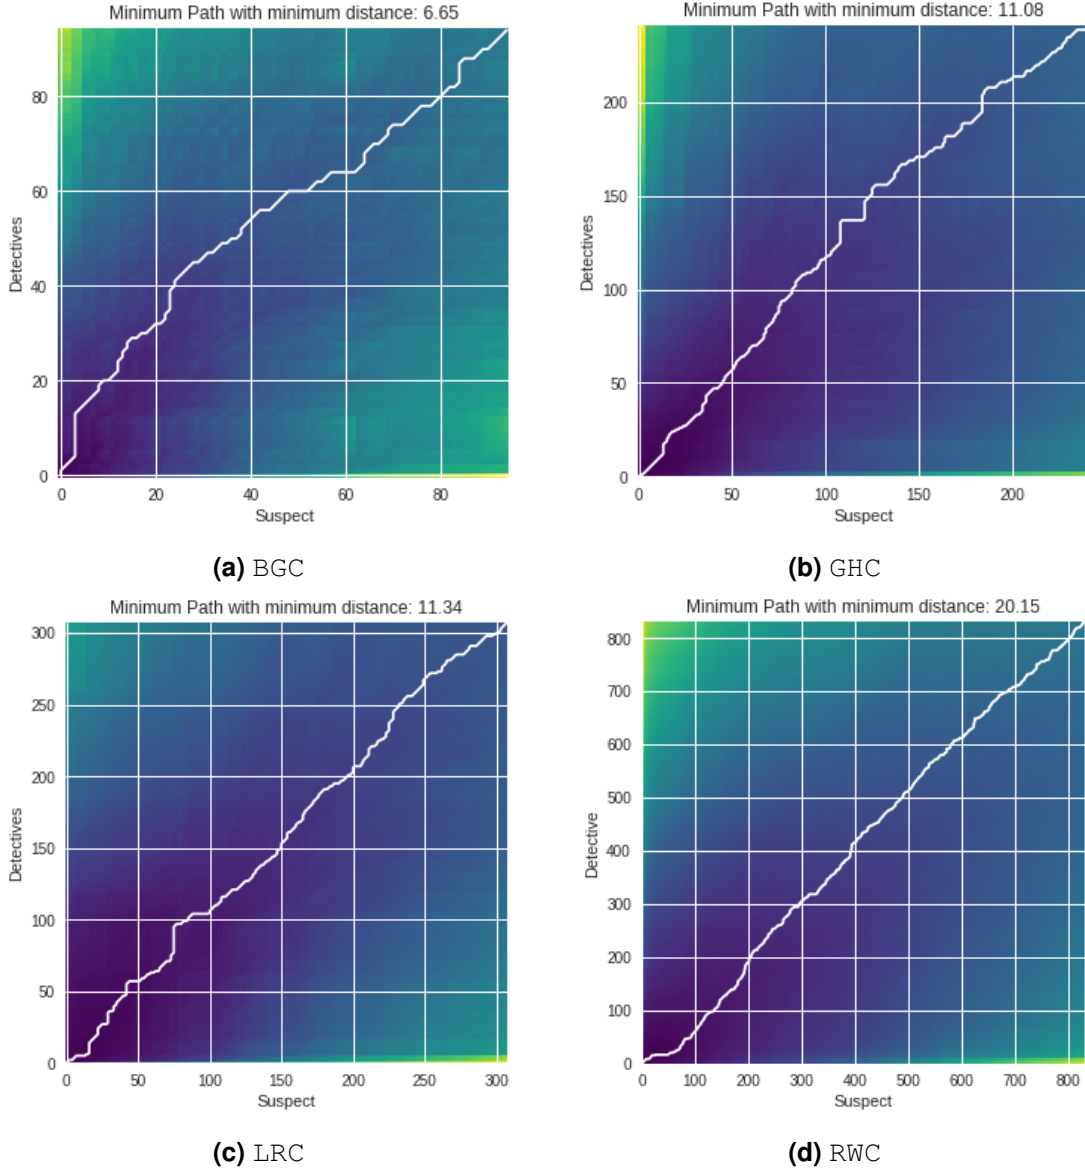 Minimum Path with minimum distance: 6.65
80
60
40
20
0
Detectives
0 20 40 60 80
Suspect
(a) BGC
Minimum Path with minimum distance: 11.08
200
150
100
50
0
Detectives
0 50 100 150 200
Suspect
(b) GHC
Minimum Path with minimum distance: 11.34
300
250
200
150
100
50
0
Detectives
0 50 100 150 200 250 300
Suspect
(c) LRC
Minimum Path with minimum distance: 20.15
800
700
600
500
400
300
200
100
0
Detective
0 100 200 300 400 500 600 700 800
Suspect
(d) RWC